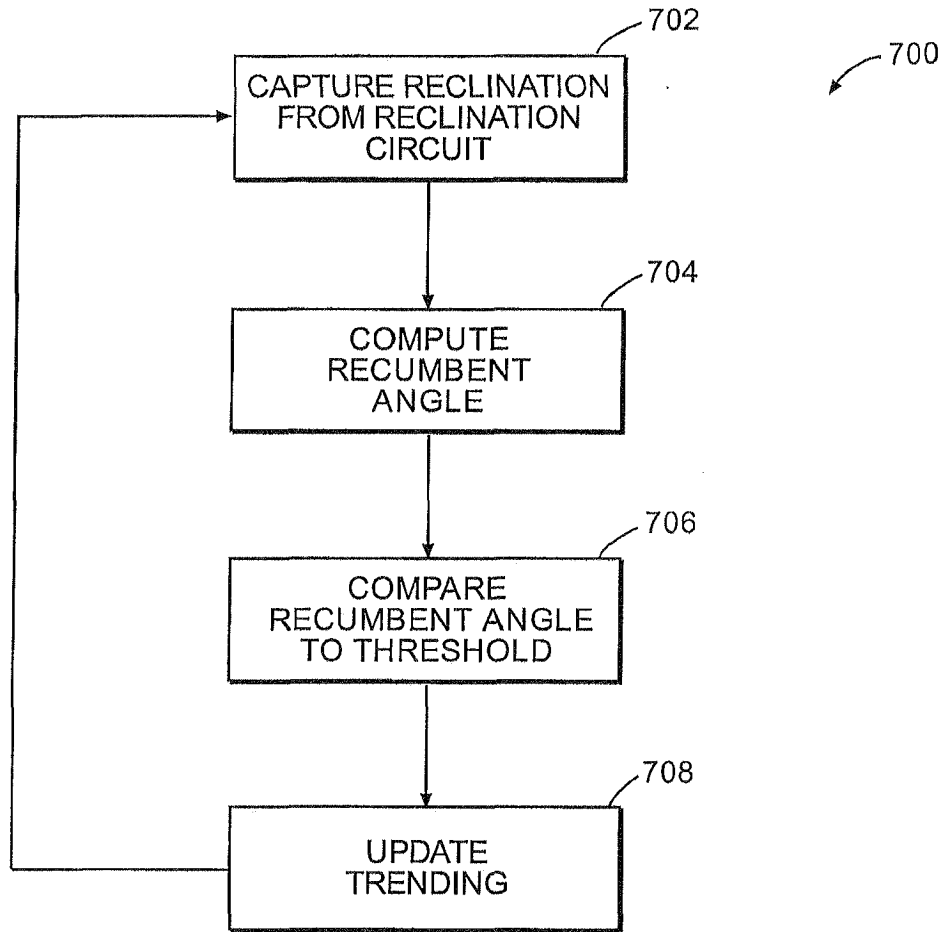 702
700
CAPTURE RECLINATION
FROM RECLINATION
CIRCUIT
704
COMPUTE
RECUMBENT
ANGLE
706
COMPARE
RECUMBENT ANGLE
TO THRESHOLD
708
UPDATE
TRENDING